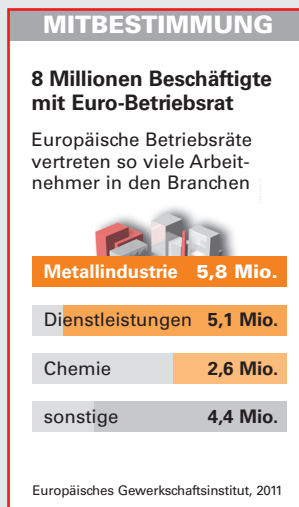 MITBESTIMMUNG
8 Millionen Beschäftigte
mit Euro-Betriebsrat
Europäische Betriebsräte
vertreten so viele Arbeit-
nehmer in den Branchen
Metallindustrie 5,8 Mio.
Dienstleistungen 5,1 Mio.
Chemie 2,6 Mio.
sonstige 4,4 Mio.
Europäisches Gewerkschaftsinstitut, 2011